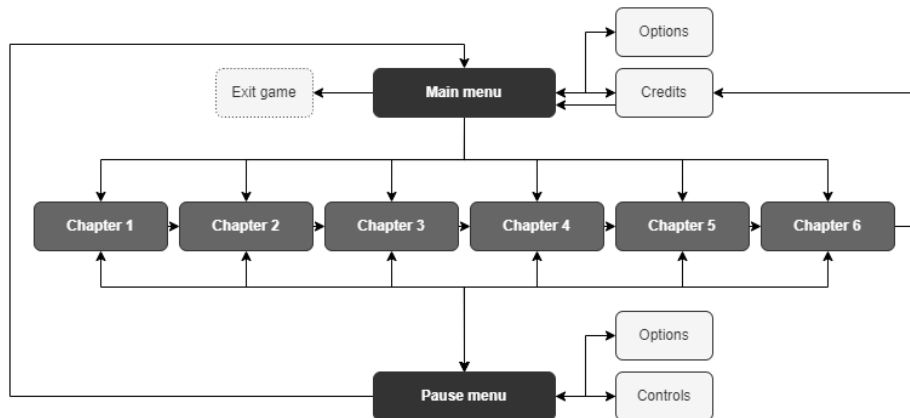 Options
Exit game
Main menu
Credits
Chapter 1
Chapter 2
Chapter 3
Chapter 4
Chapter 5
Chapter 6
Options
Pause menu
Controls